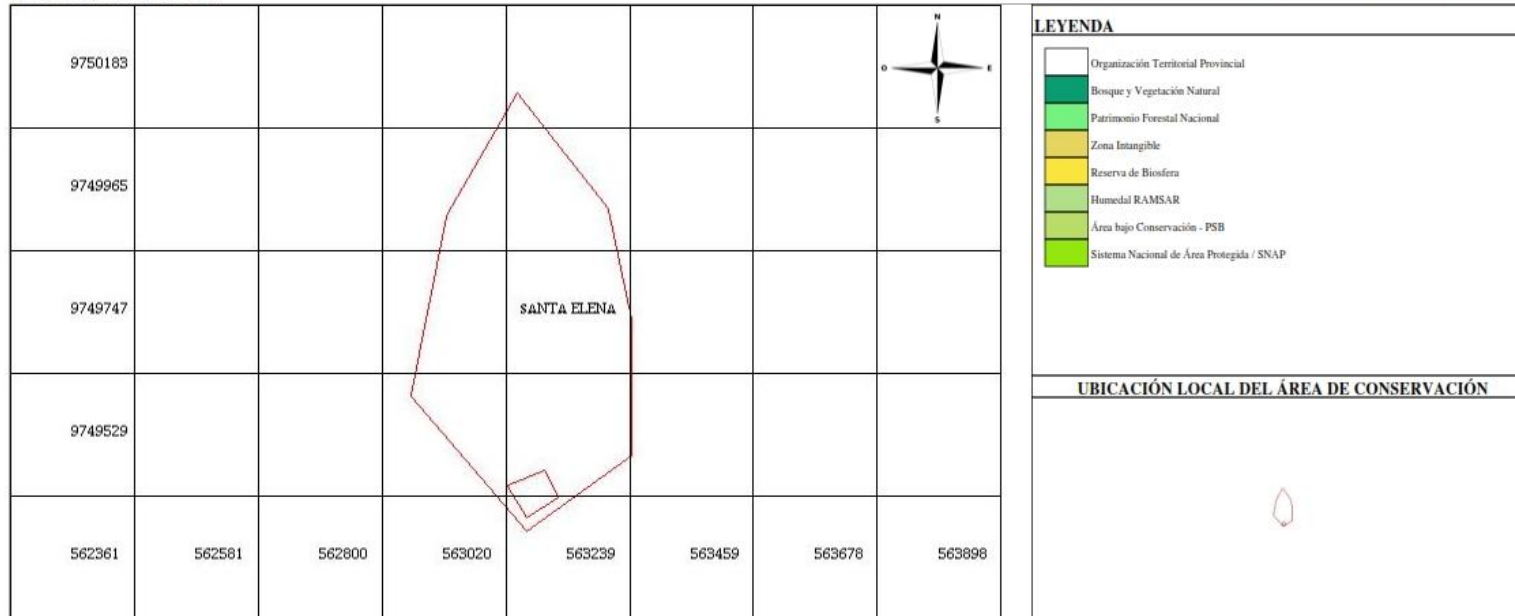 N
O
E
S
9750183
9749965
9749747
SANTA ELENA
9749529
562361
562581
562800
563020
563239
563459
563678
563898
LEYENDA
Organización Territorial Provincial
Bosque y Vegetación Natural
Patrimonio Forestal Nacional
Zona Intangible
Reserva de Biosfera
Humedal RAMSAR
Área bajo Conservación - PSB
Sistema Nacional de Área Protegida / SNAP
UBICACIÓN LOCAL DEL ÁREA DE CONSERVACIÓN